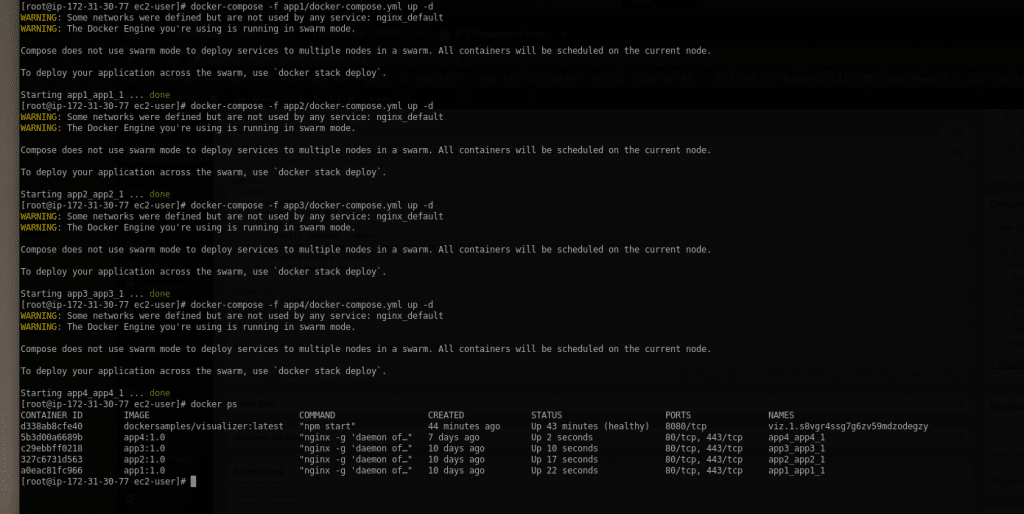 [root@ip-172-31-30-77 ec2-user]# docker-compose -f app1/docker-compose.yml up -d
WARNING: Some networks were defined but are not used by any service: nginx_default
WARNING: The Docker Engine you're using is running in swarm mode.
Compose does not use swarm mode to deploy services to multiple nodes in a swarm. All containers will be scheduled on the current node.
To deploy your application across the swarm, use `docker stack deploy`.
Starting app1_app1_1 ... done
[root@ip-172-31-30-77 ec2-user]# docker-compose -f app2/docker-compose.yml up -d
WARNING: Some networks were defined but are not used by any service: nginx_default
WARNING: The Docker Engine you're using is running in swarm mode.
Compose does not use swarm mode to deploy services to multiple nodes in a swarm. All containers will be scheduled on the current node.
To deploy your application across the swarm, use `docker stack deploy`.
Starting app2_app2_1 ... done
[root@ip-172-31-30-77 ec2-user]# docker-compose -f app3/docker-compose.yml up -d
WARNING: Some networks were defined but are not used by any service: nginx_default
WARNING: The Docker Engine you're using is running in swarm mode.
Compose does not use swarm mode to deploy services to multiple nodes in a swarm. All containers will be scheduled on the current node.
To deploy your application across the swarm, use `docker stack deploy`.
Starting app3_app3_1 ... done
[root@ip-172-31-30-77 ec2-user]# docker-compose -f app4/docker-compose.yml up -d
WARNING: Some networks were defined but are not used by any service: nginx_default
WARNING: The Docker Engine you're using is running in swarm mode.
Compose does not use swarm mode to deploy services to multiple nodes in a swarm. All containers will be scheduled on the current node.
To deploy your application across the swarm, use `docker stack deploy`.
Starting app4_app4_1 ... done
[root@ip-172-31-30-77 ec2-user]# docker ps
CONTAINER ID IMAGE COMMAND CREATED STATUS PORTS NAMES
d338ab8cfe40 dockersamples/visualizer:latest "npm start" 44 minutes ago Up 43 minutes (healthy) 8080/tcp viz.1.s8vgr4ssg7g6zv59mdzodegzy
5b3d00a6689b app4:1.0 "nginx -g 'daemon of…" 7 days ago Up 2 seconds 80/tcp, 443/tcp app4_app4_1
c29ebbff0218 app3:1.0 "nginx -g 'daemon of…" 10 days ago Up 10 seconds 80/tcp, 443/tcp app3_app3_1
327c6731d563 app2:1.0 "nginx -g 'daemon of…" 10 days ago Up 17 seconds 80/tcp, 443/tcp app2_app2_1
a0eac81fc966 app1:1.0 "nginx -g 'daemon of…" 10 days ago Up 22 seconds 80/tcp, 443/tcp app1_app1_1
[root@ip-172-31-30-77 ec2-user]#